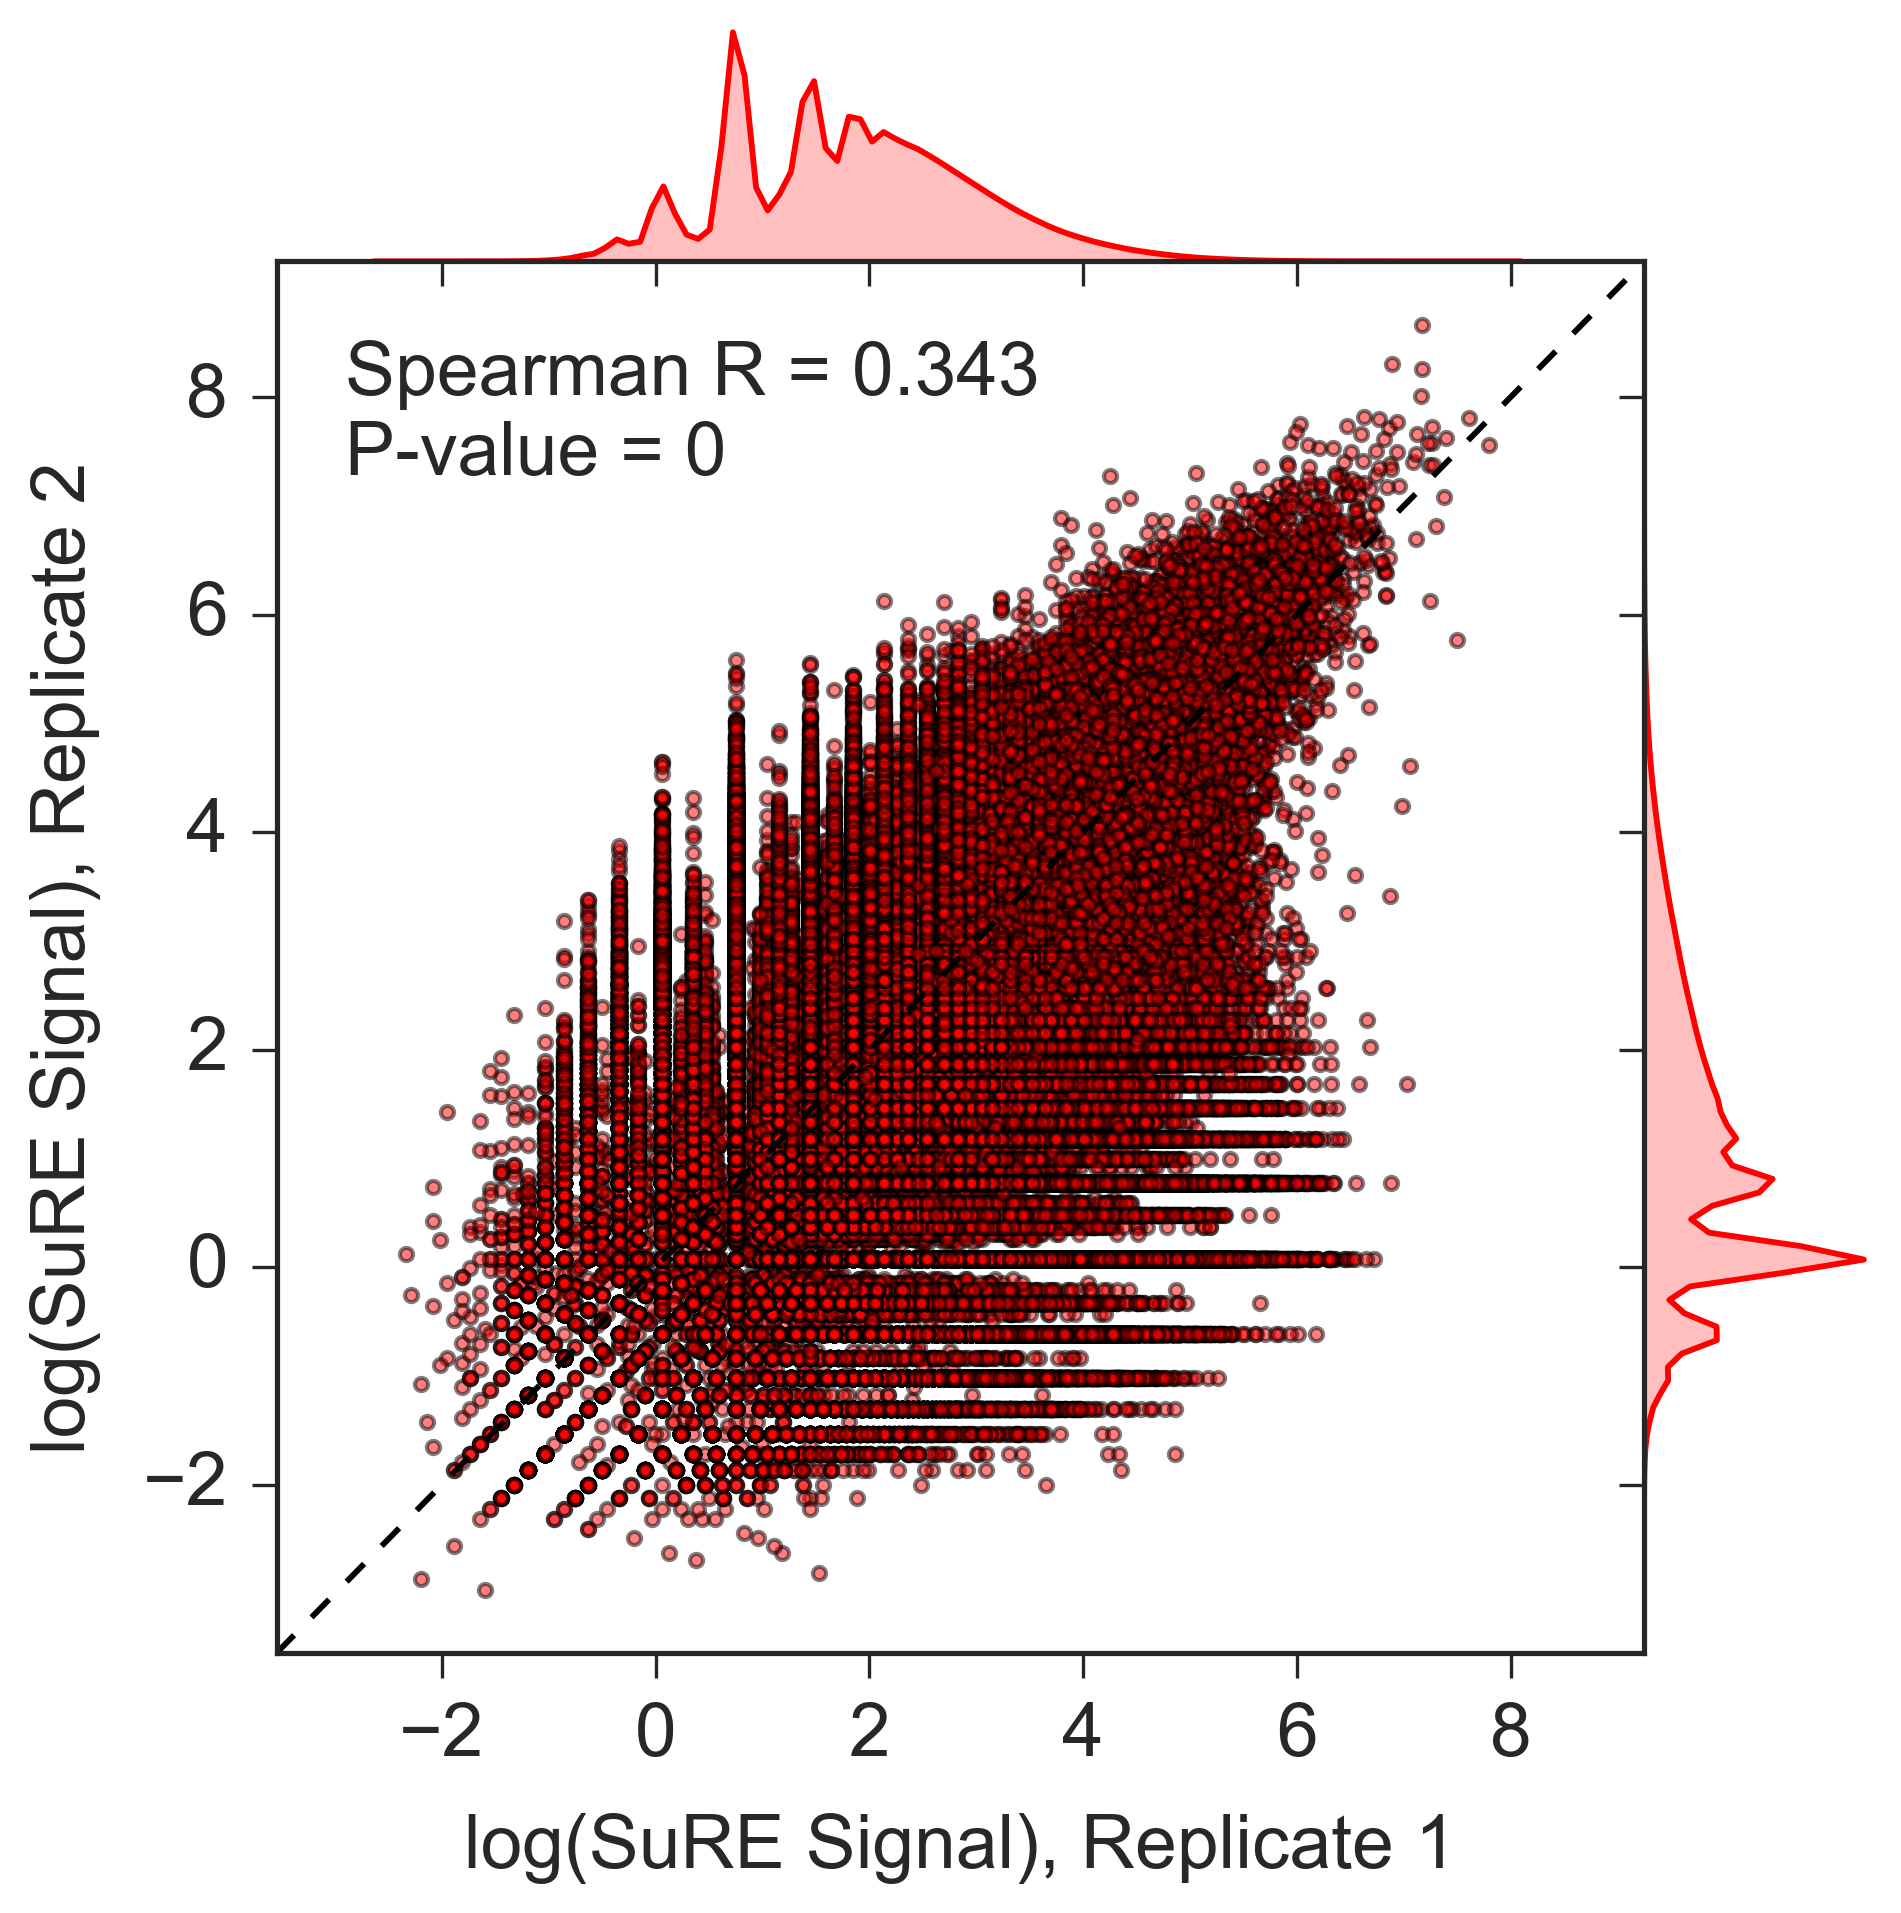 Spearman R = 0.343
P-value = 0
8
6
4
2
0
−2
log(SuRE Signal), Replicate 2
−2 0 2 4 6 8
log(SuRE Signal), Replicate 1